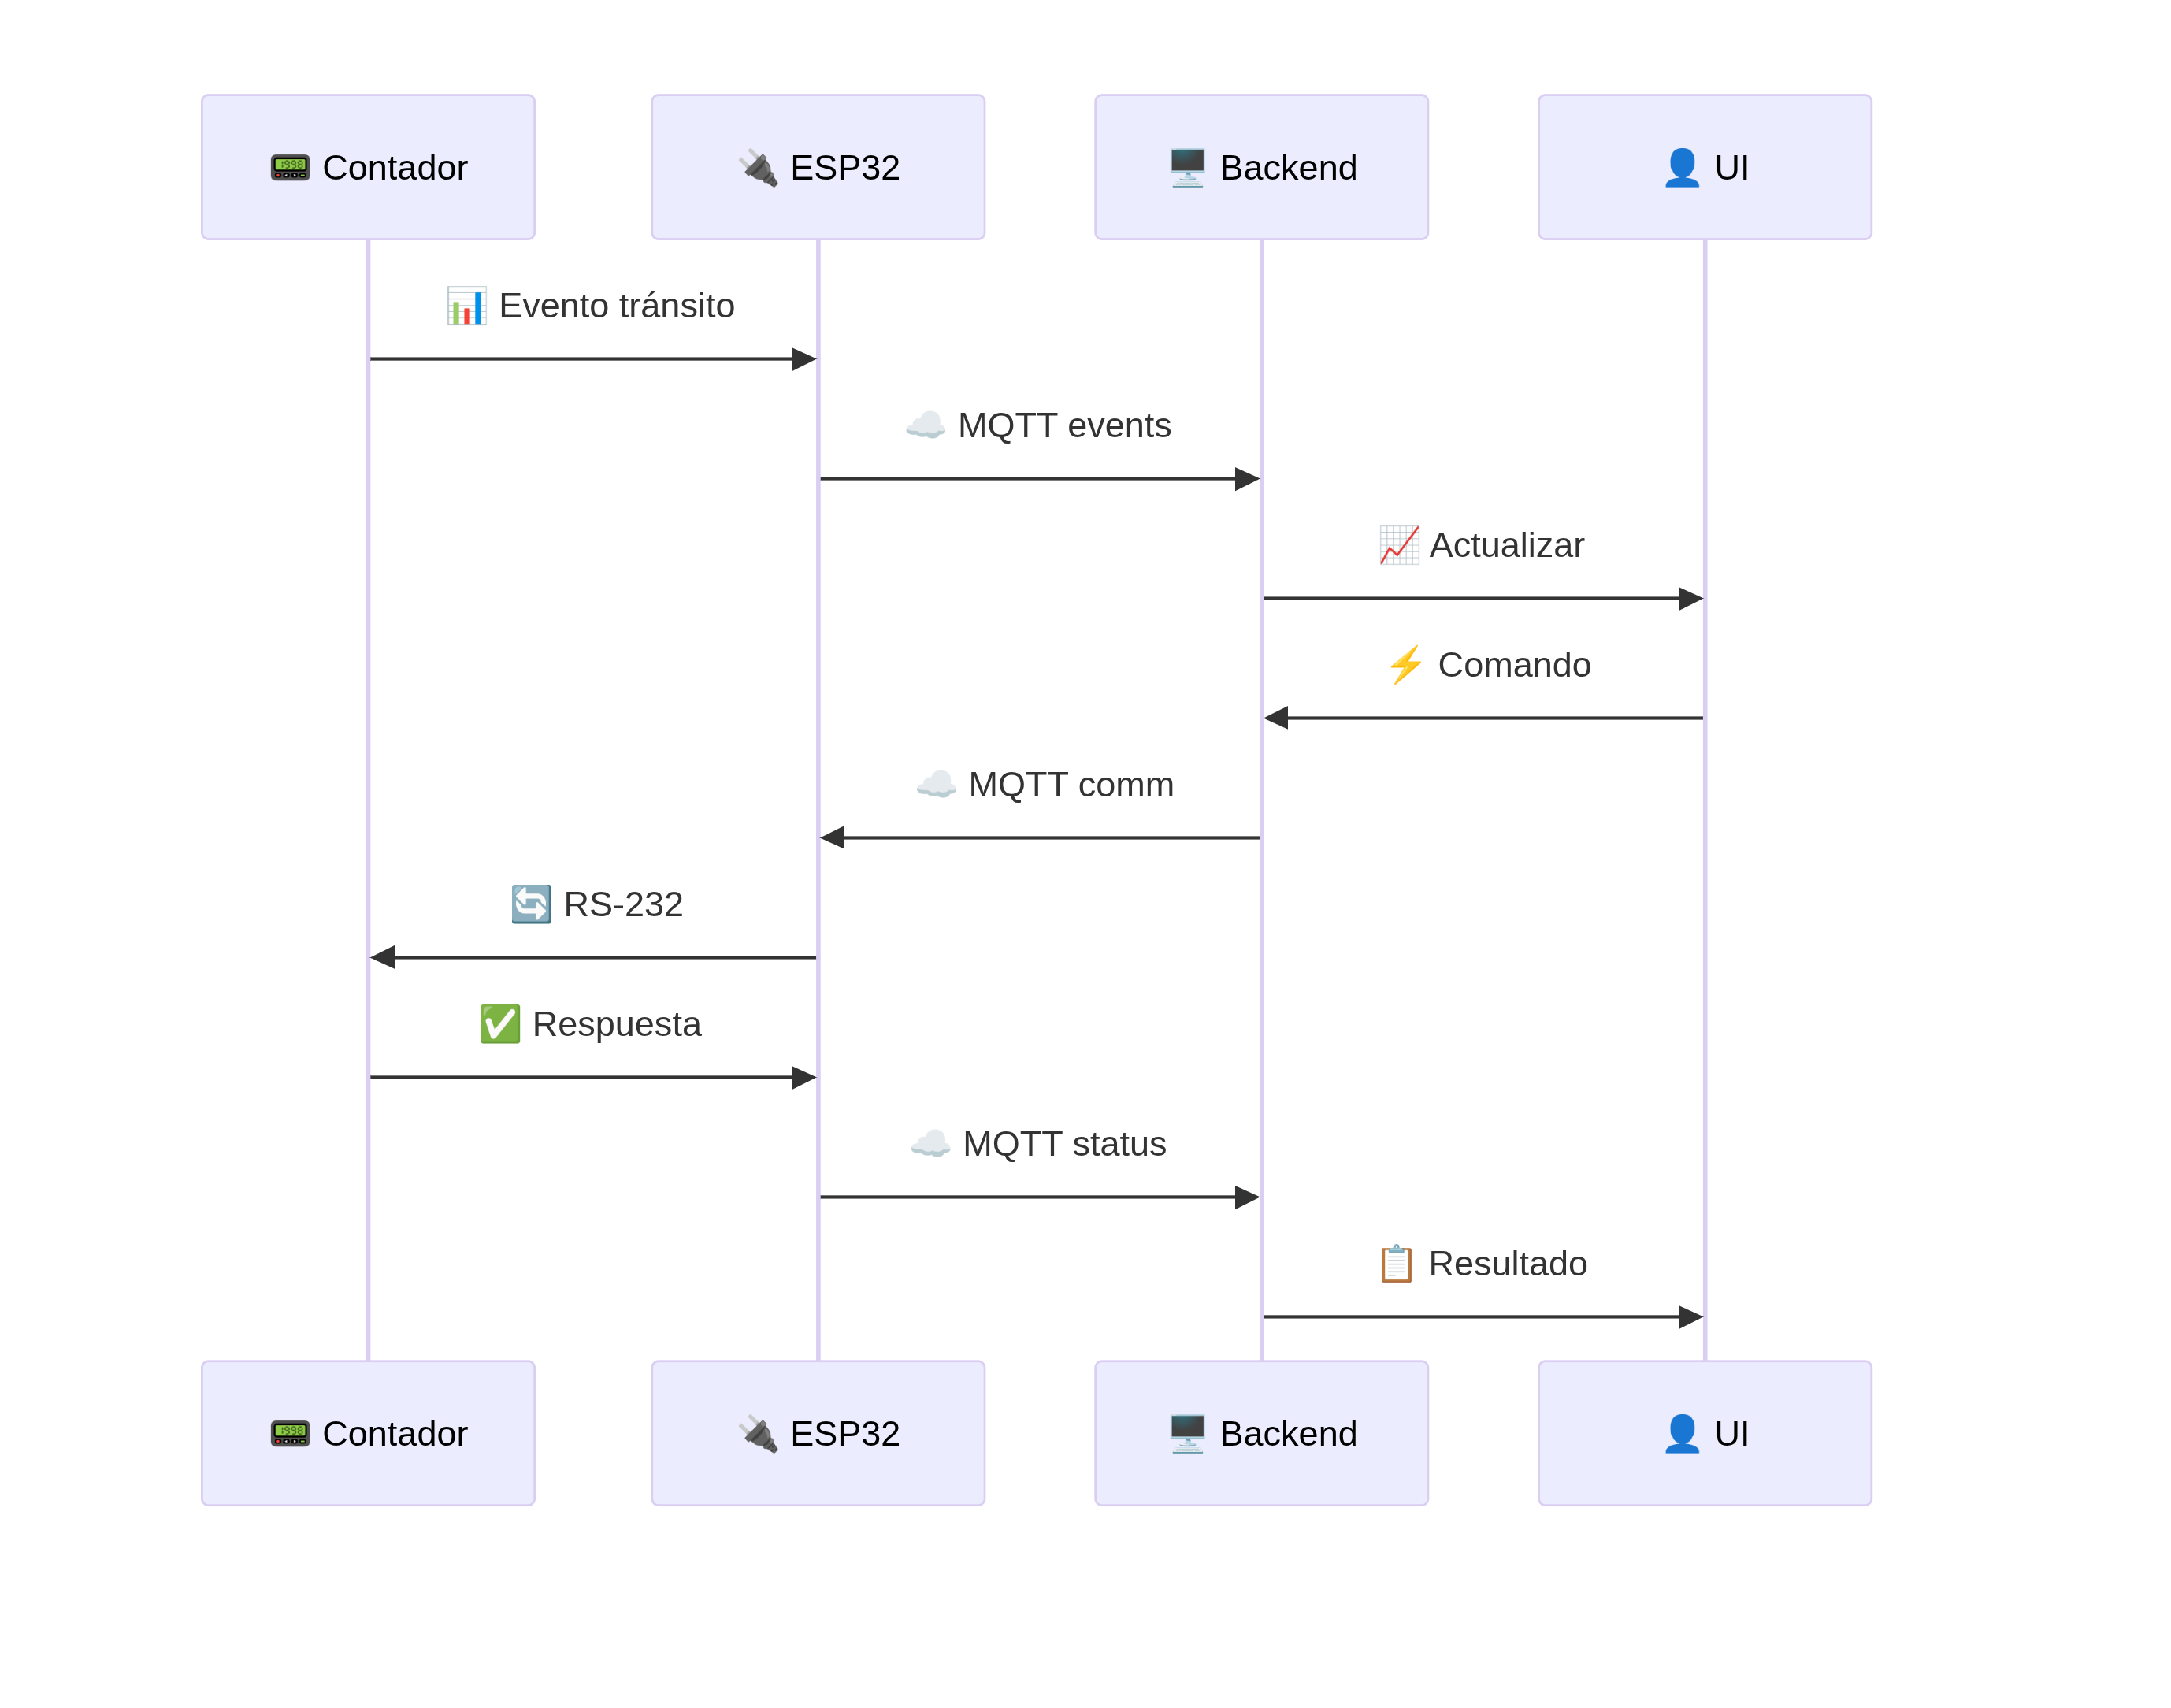 📟 Contador
🔌 ESP32
🖥️ Backend
👤 UI
📊 Evento tránsito
☁️ MQTT events
📈 Actualizar
⚡ Comando
☁️ MQTT comm
🔄 RS-232
✅ Respuesta
☁️ MQTT status
📋 Resultado
📟 Contador
🔌 ESP32
🖥️ Backend
👤 UI